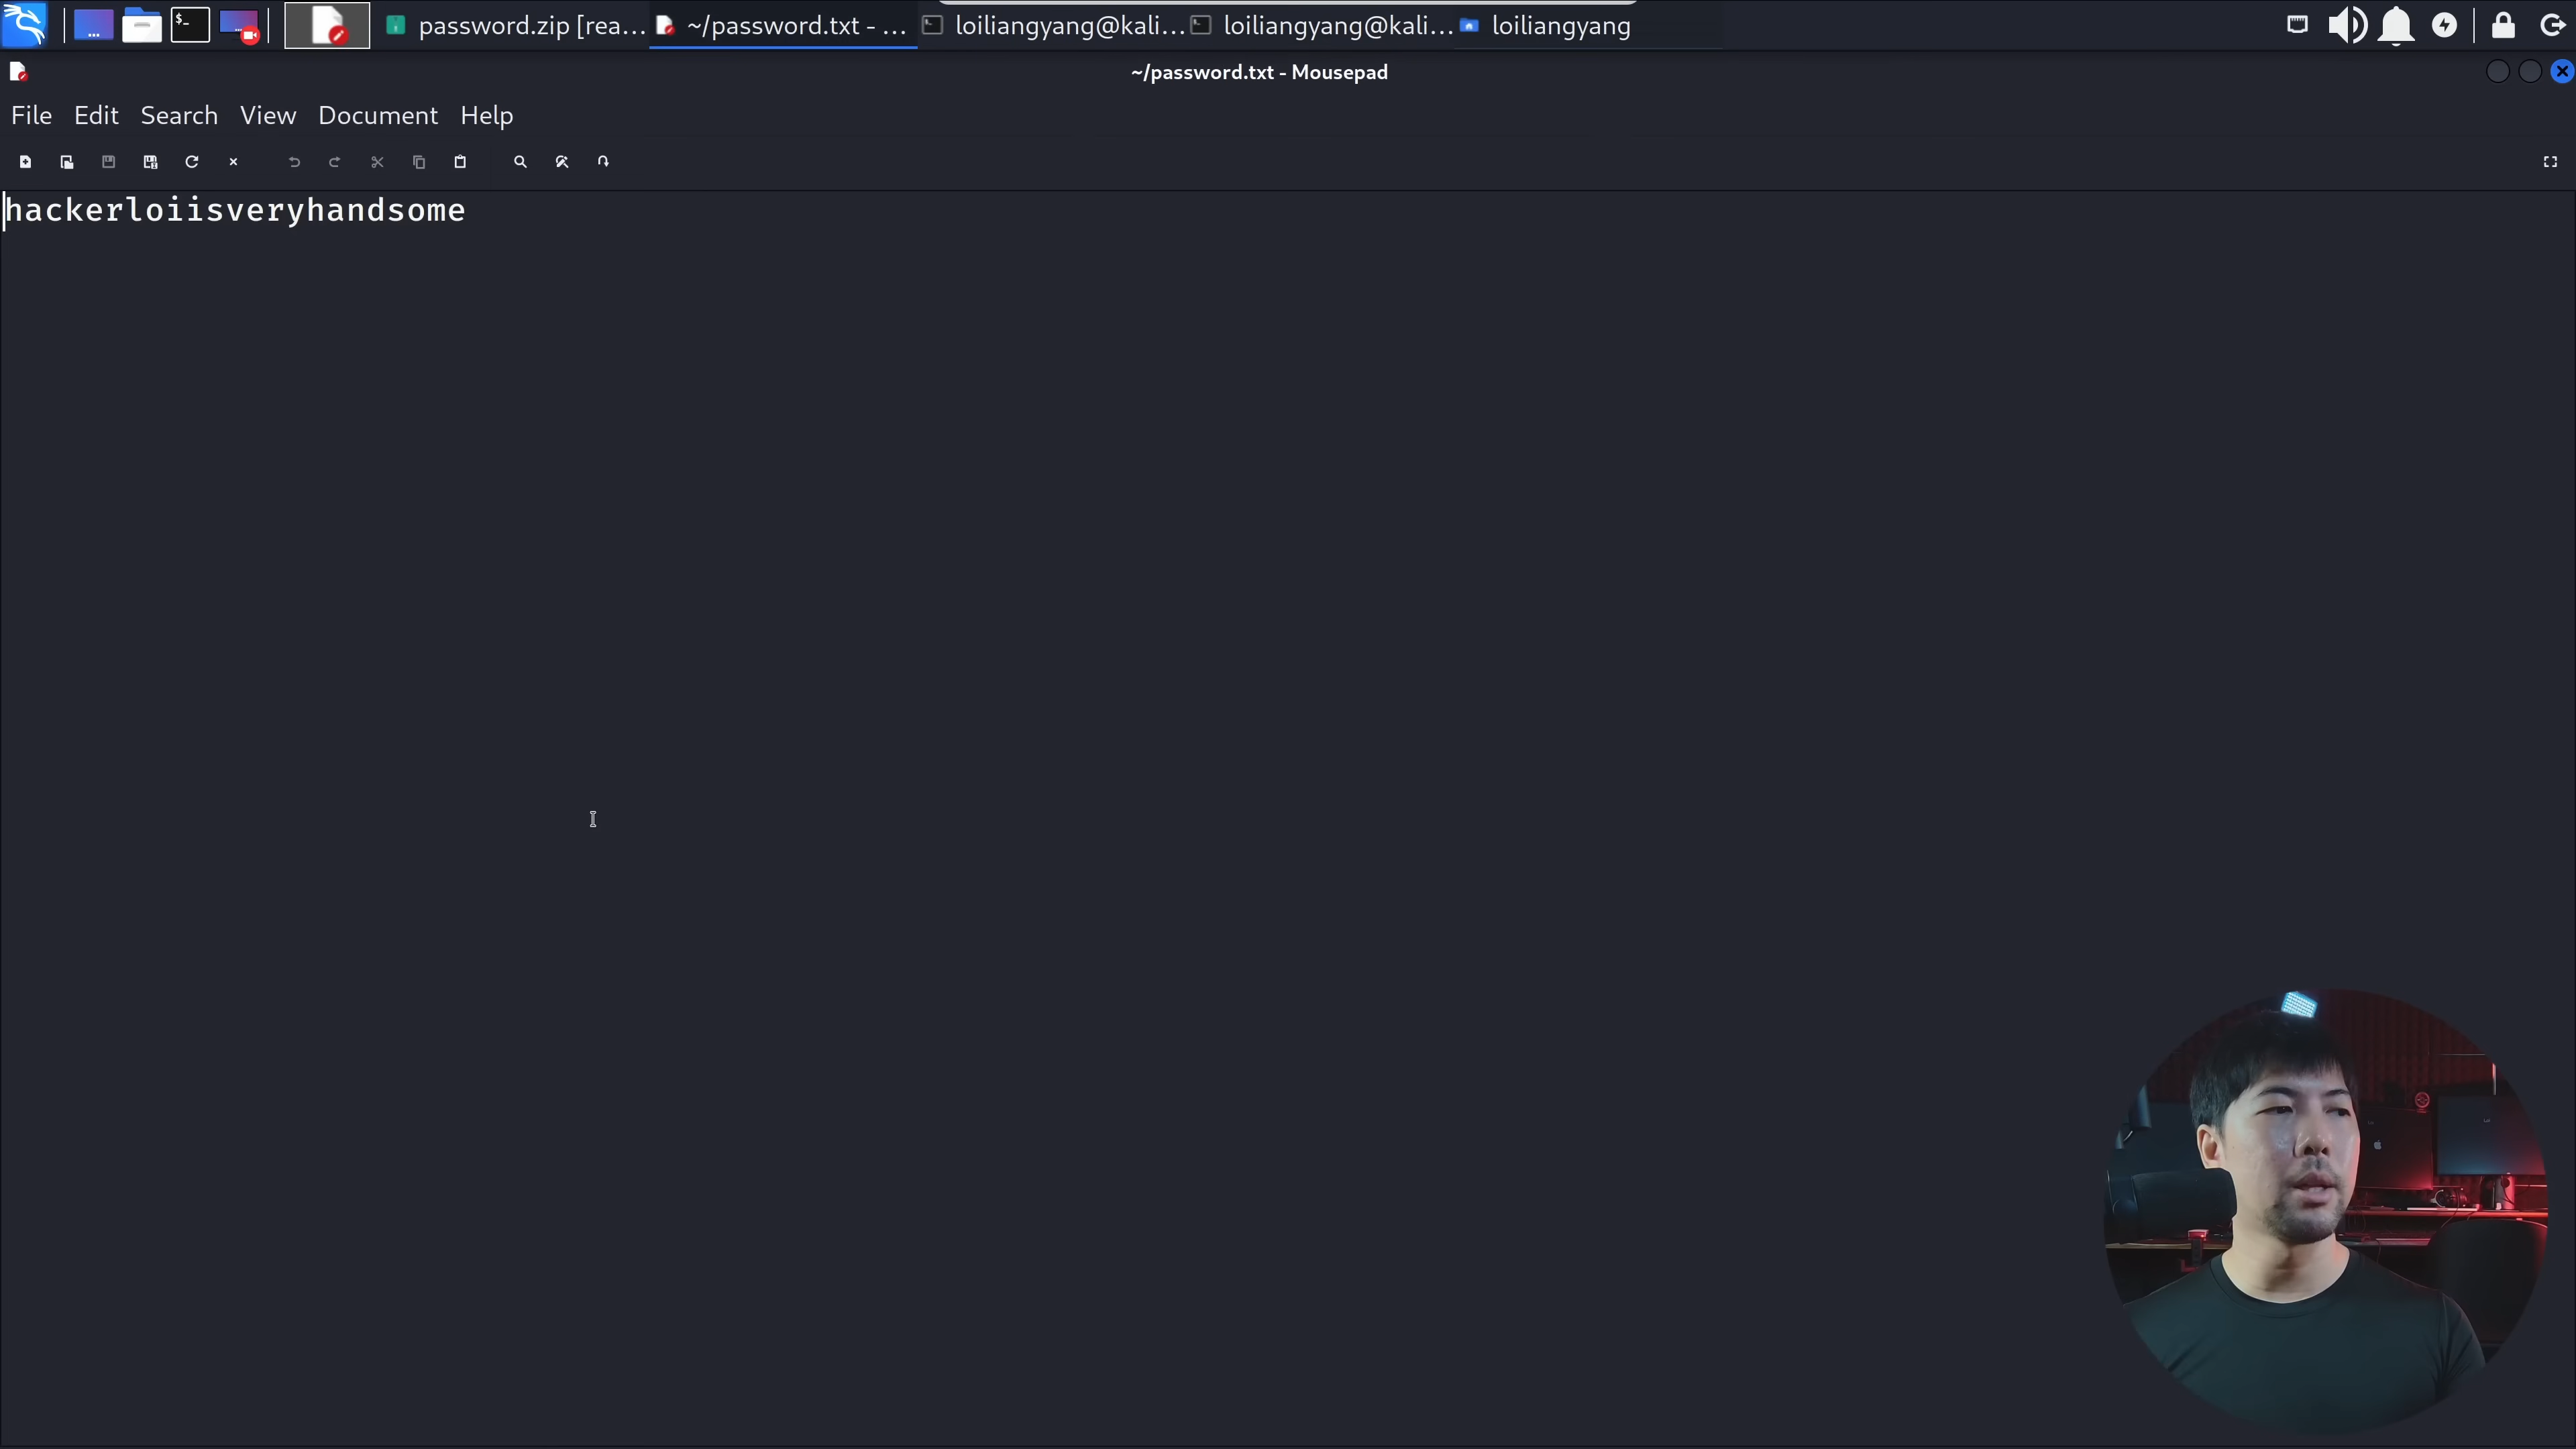 password.zip [rea...
~/password.txt - ...
loiliangyang@kali...
loiliangyang@kali...
loiliangyang
~/password.txt - Mousepad
File Edit Search View Document Help
hackerloiisveryhandsome